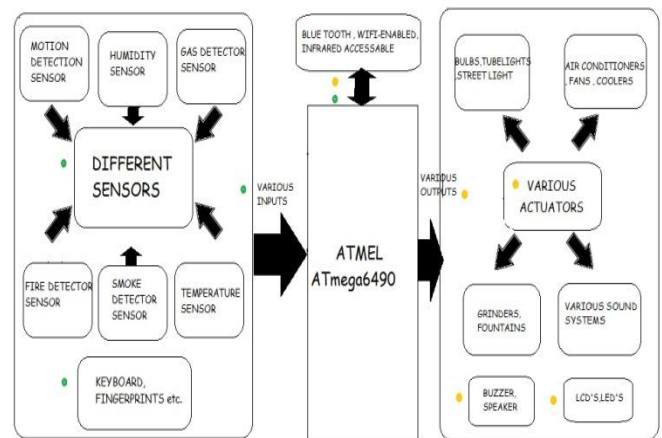 MOTION
DETECTION
SENSOR
HUMIDITY
SENSOR
GAS DETECTOR
SENSOR
DIFFERENT
SENSORS
FIRE DETECTOR
SENSOR
SMOKE
DETECTOR
SENSOR
TEMPERATURE
SENSOR
KEYBOARD,
FINGERPRINTS etc.
VARIOUS
INPUTS
BLUE TOOTH , WIFI-ENABLED,
INFRARED ACCESSABLE
ATMEL
ATmega6490
VARIOUS
OUTPUTS
BULBS,TUBELIGHTS
,STREET LIGHT
AIR CONDITIONERS
, FANS , COOLERS
VARIOUS
ACTUATORS
GRINDERS,
FOUNTAINS
VARIOUS SOUND
SYSTEMS
BUZZER,
SPEAKER
LCD'S,LED'S